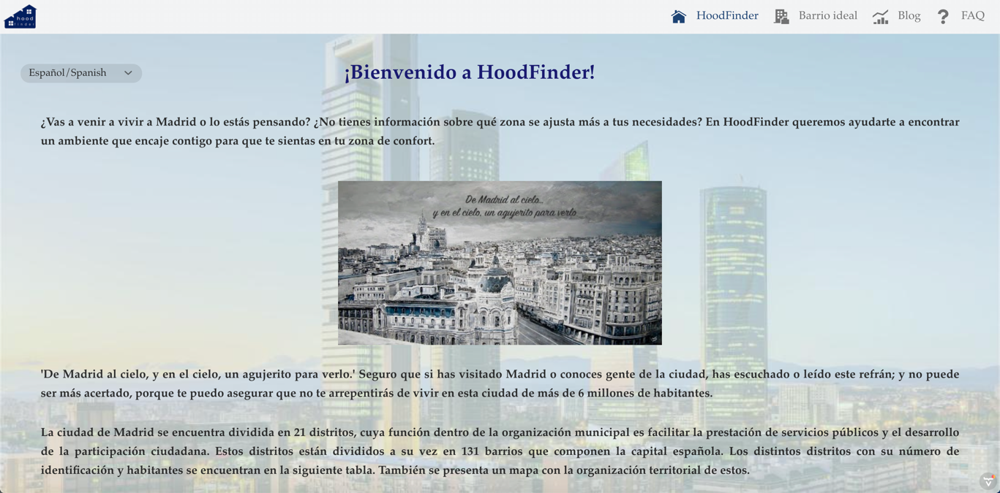 hood
finder
HoodFinder
Barrio ideal
Blog
FAQ
Español/Spanish
¡Bienvenido a HoodFinder!
¿Vas a venir a vivir a Madrid o lo estás pensando? ¿No tienes información sobre qué zona se ajusta más a tus necesidades? En HoodFinder queremos ayudarte a encontrar
un ambiente que encaje contigo para que te sientas en tu zona de confort.
De Madrid al cielo...
y en el cielo, un agujerito para verlo
'De Madrid al cielo, y en el cielo, un agujerito para verlo.' Seguro que si has visitado Madrid o conoces gente de la ciudad, has escuchado o leído este refrán; y no puede
ser más acertado, porque te puedo asegurar que no te arrepentirás de vivir en esta ciudad de más de 6 millones de habitantes.
La ciudad de Madrid se encuentra dividida en 21 distritos, cuya función dentro de la organización municipal es facilitar la prestación de servicios públicos y el desarrollo
de la participación ciudadana. Estos distritos están divididos a su vez en 131 barrios que componen la capital española. Los distintos distritos con su número de
identificación y habitantes se encuentran en la siguiente tabla. También se presenta un mapa con la organización territorial de estos.